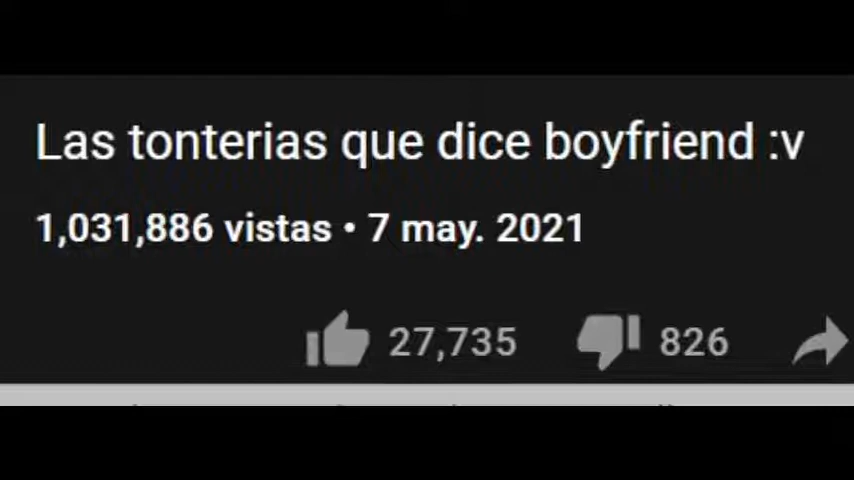 Las tonterias que dice boyfriend :v
1,031,886 vistas • 7 may. 2021
27,735 826